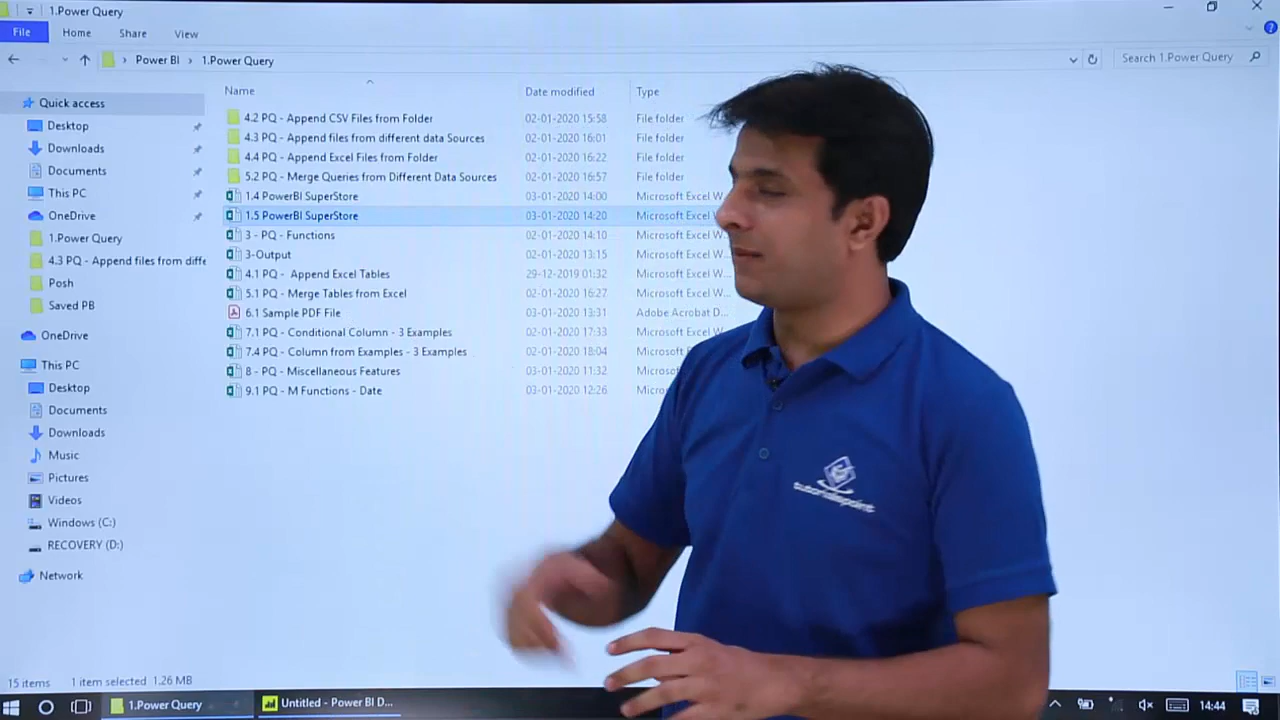 1.Power Query
File Home Share View
Power BI 1.Power Query
Search 1.Power Query
Name Date modified Type
Quick access
Desktop
Downloads
Documents
This PC
OneDrive
1.Power Query
4.3 PQ - Append files from diffe
Posh
Saved PB
OneDrive
This PC
Desktop
Documents
Downloads
Music
Pictures
Videos
Windows (C:)
RECOVERY (D:)
Network
4.2 PQ - Append CSV Files from Folder 02-01-2020 15:58 File folder
4.3 PQ - Append files from different data Sources 02-01-2020 16:01 File folder
4.4 PQ - Append Excel Files from Folder 02-01-2020 16:22 File folder
5.2 PQ - Merge Queries from Different Data Sources 02-01-2020 16:57 File folder
1.4 PowerBI SuperStore 03-01-2020 14:00 Microsoft Excel W...
1.5 PowerBI SuperStore 03-01-2020 14:20 Microsoft Excel W...
3 - PQ - Functions 02-01-2020 14:10 Microsoft Excel W...
3-Output 02-01-2020 13:15 Microsoft Excel W...
4.1 PQ - Append Excel Tables 29-12-2019 01:32 Microsoft Excel W...
5.1 PQ - Merge Tables from Excel 02-01-2020 16:27 Microsoft Excel W...
6.1 Sample PDF File 03-01-2020 13:31 Adobe Acrobat D...
7.1 PQ - Conditional Column - 3 Examples 02-01-2020 17:33 Microsoft Excel W...
7.4 PQ - Column from Examples - 3 Examples 02-01-2020 18:04 Microsoft Excel
8 - PQ - Miscellaneous Features 03-01-2020 11:32 Microsoft
9.1 PQ - M Functions - Date 03-01-2020 12:26
15 items 1 item selected 1.26 MB
1.Power Query Untitled - Power BI D... 14:44